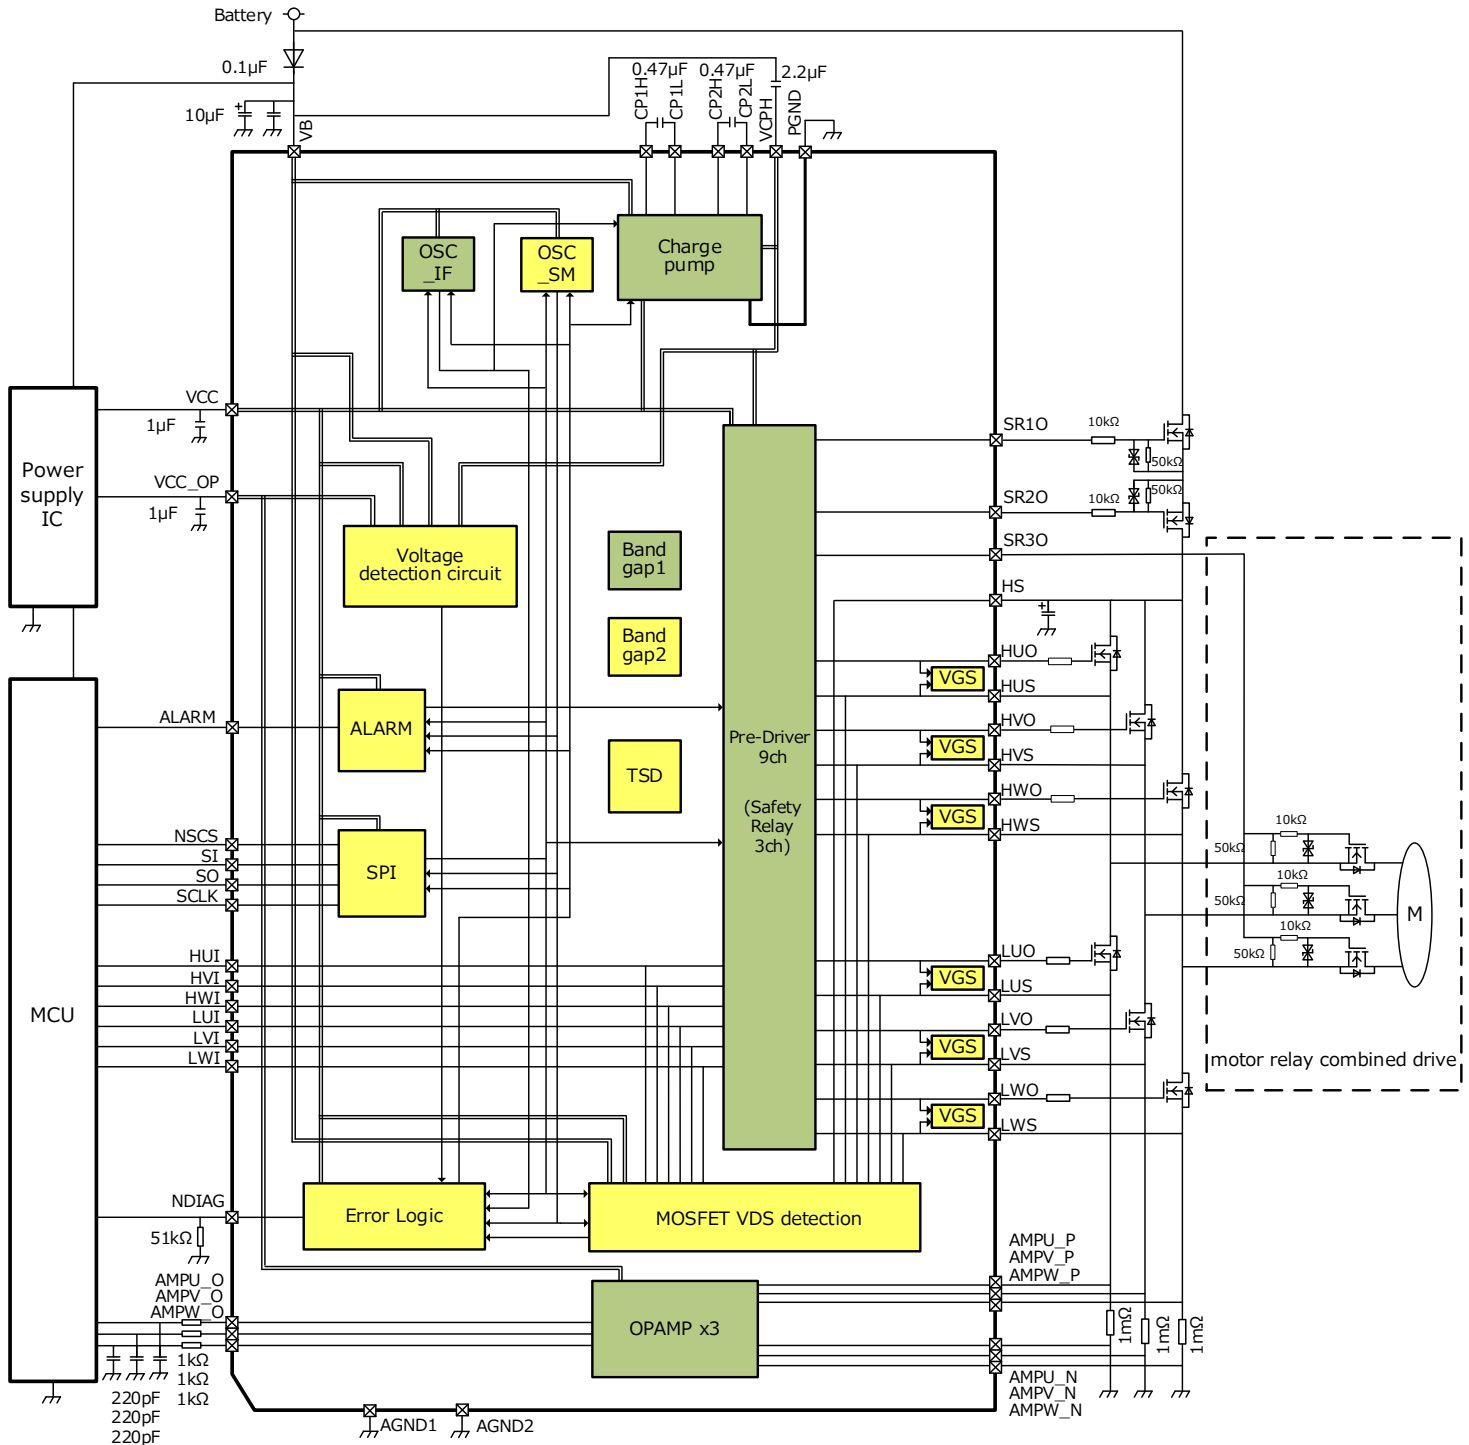 Battery
0.1µF
10µF
+
VB
0.47µF
0.47µF
2.2µF
CP1H
CP1L
CP2H
CP2L
VCPH
PGND
OSC
_IF
OSC
_SM
Charge
pump
VCC
1µF
Power
supply
IC
VCC_OP
1µF
Voltage
detection circuit
Band
gap1
Band
gap2
ALARM
ALARM
TSD
Pre-Driver
9ch
(Safety
Relay
3ch)
NSCS
SI
SO
SCLK
SPI
HUI
HVI
HWI
LUI
LVI
LWI
MCU
NDIAG
51kΩ
Error Logic
MOSFET VDS detection
AMPU_O
AMPV_O
AMPW_O
1kΩ
1kΩ
1kΩ
220pF
220pF
220pF
OPAMP x3
AGND1
AGND2
SR1O
10kΩ
50kΩ
SR2O
10kΩ
50kΩ
SR3O
HS
+
HUO
VGS
HUS
HVO
VGS
HVS
HWO
VGS
HWS
LUO
VGS
LUS
LVO
VGS
LVS
LWO
VGS
LWS
10kΩ
50kΩ
10kΩ
50kΩ
10kΩ
50kΩ
M
motor relay combined drive
AMPU_P
AMPV_P
AMPW_P
1mΩ
1mΩ
1mΩ
AMPU_N
AMPV_N
AMPW_N